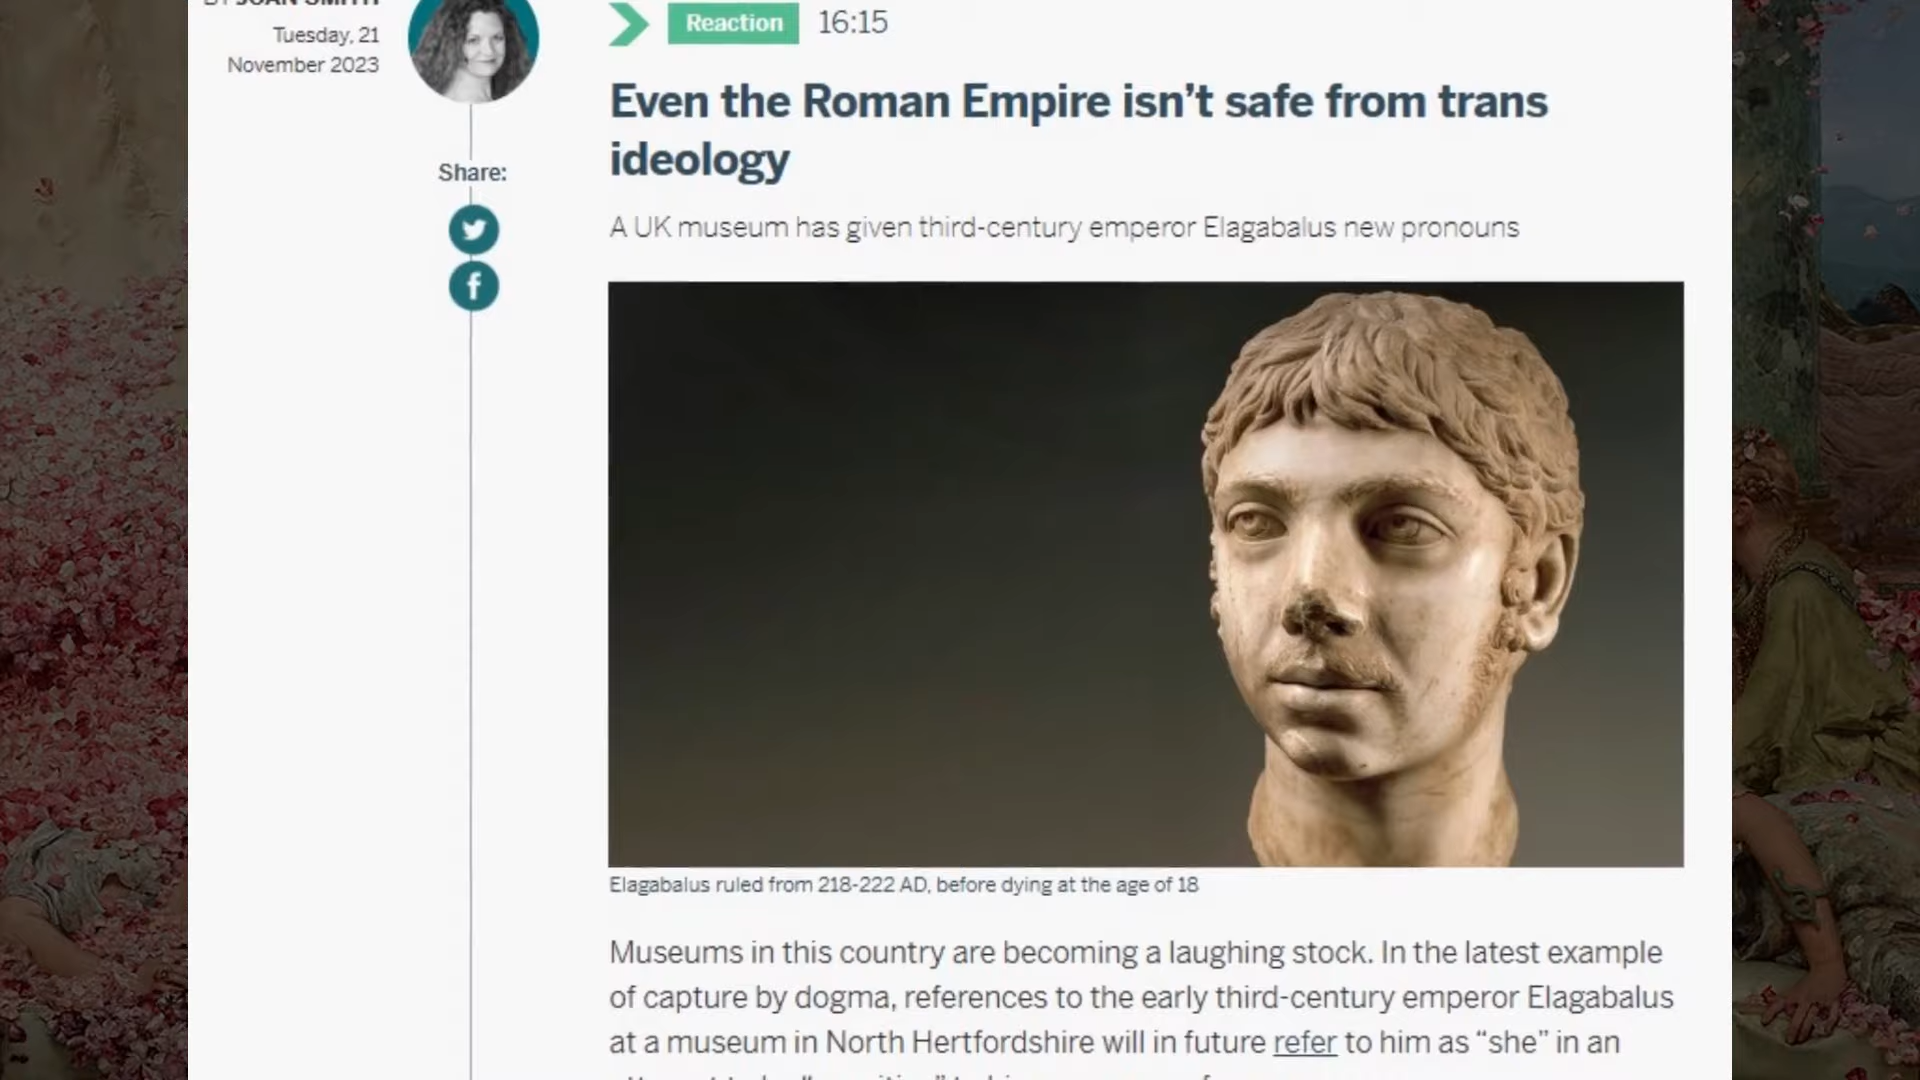 BY JOAN SMITH
Tuesday, 21
November 2023
Share:
Reaction 16:15
Even the Roman Empire isn't safe from trans
ideology
A UK museum has given third-century emperor Elagabalus new pronouns
Elagabalus ruled from 218-222 AD, before dying at the age of 18
Museums in this country are becoming a laughing stock. In the latest example
of capture by dogma, references to the early third-century emperor Elagabalus
at a museum in North Hertfordshire will in future refer to him as “she” in an